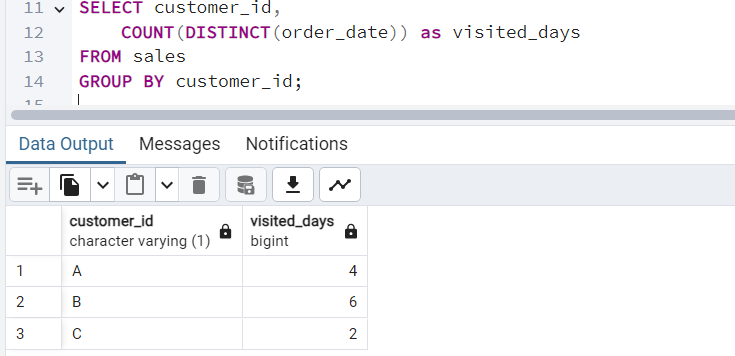 11 SELECT customer_id,
12 COUNT(DISTINCT(order_date)) as visited_days
13 FROM sales
14 GROUP BY customer_id;
15
Data Output Messages Notifications
customer_id visited_days
character varying (1) bigint
1 A 4
2 B 6
3 C 2